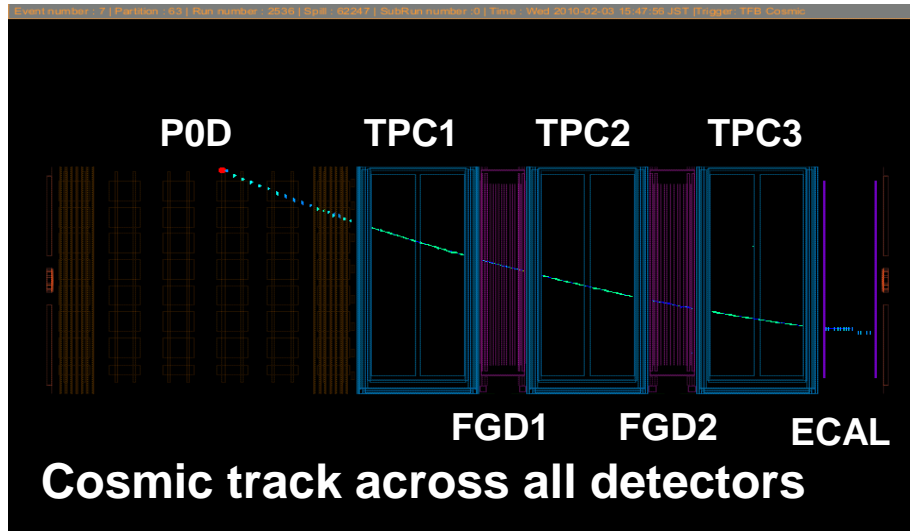 Event number : 7 | Partition : 63 | Run number : 2536 | Spill : 62247 | SubRun number :0 | Time : Wed 2010-02-03 15:47:56 JST |Trigger: TFB Cosmic
P0D TPC1 TPC2 TPC3
FGD1 FGD2 ECAL
Cosmic track across all detectors